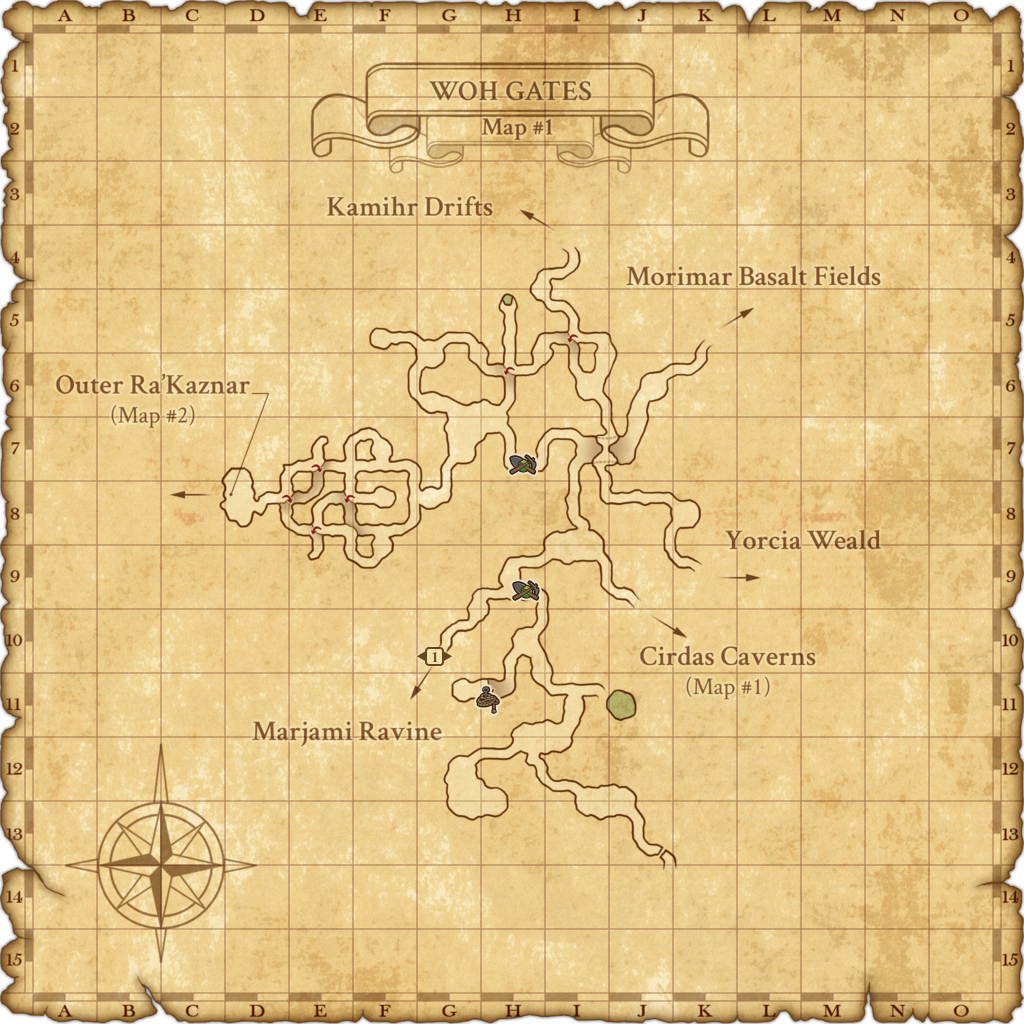 A B C D E F G H I J K L M N O
1 1
WOH GATES
2 Map #1 2
3 3
Kamihr Drifts
4 4
Morimar Basalt Fields
5 5
6 6
Outer Ra'Kaznar
(Map #2)
7 7
8 8
Yorcia Weald
9 9
10 10
1
Cirdas Caverns
(Map #1)
11 11
Marjami Ravine
12 12
13 13
14 14
15 15
A B C D E F G H I J K L M N O